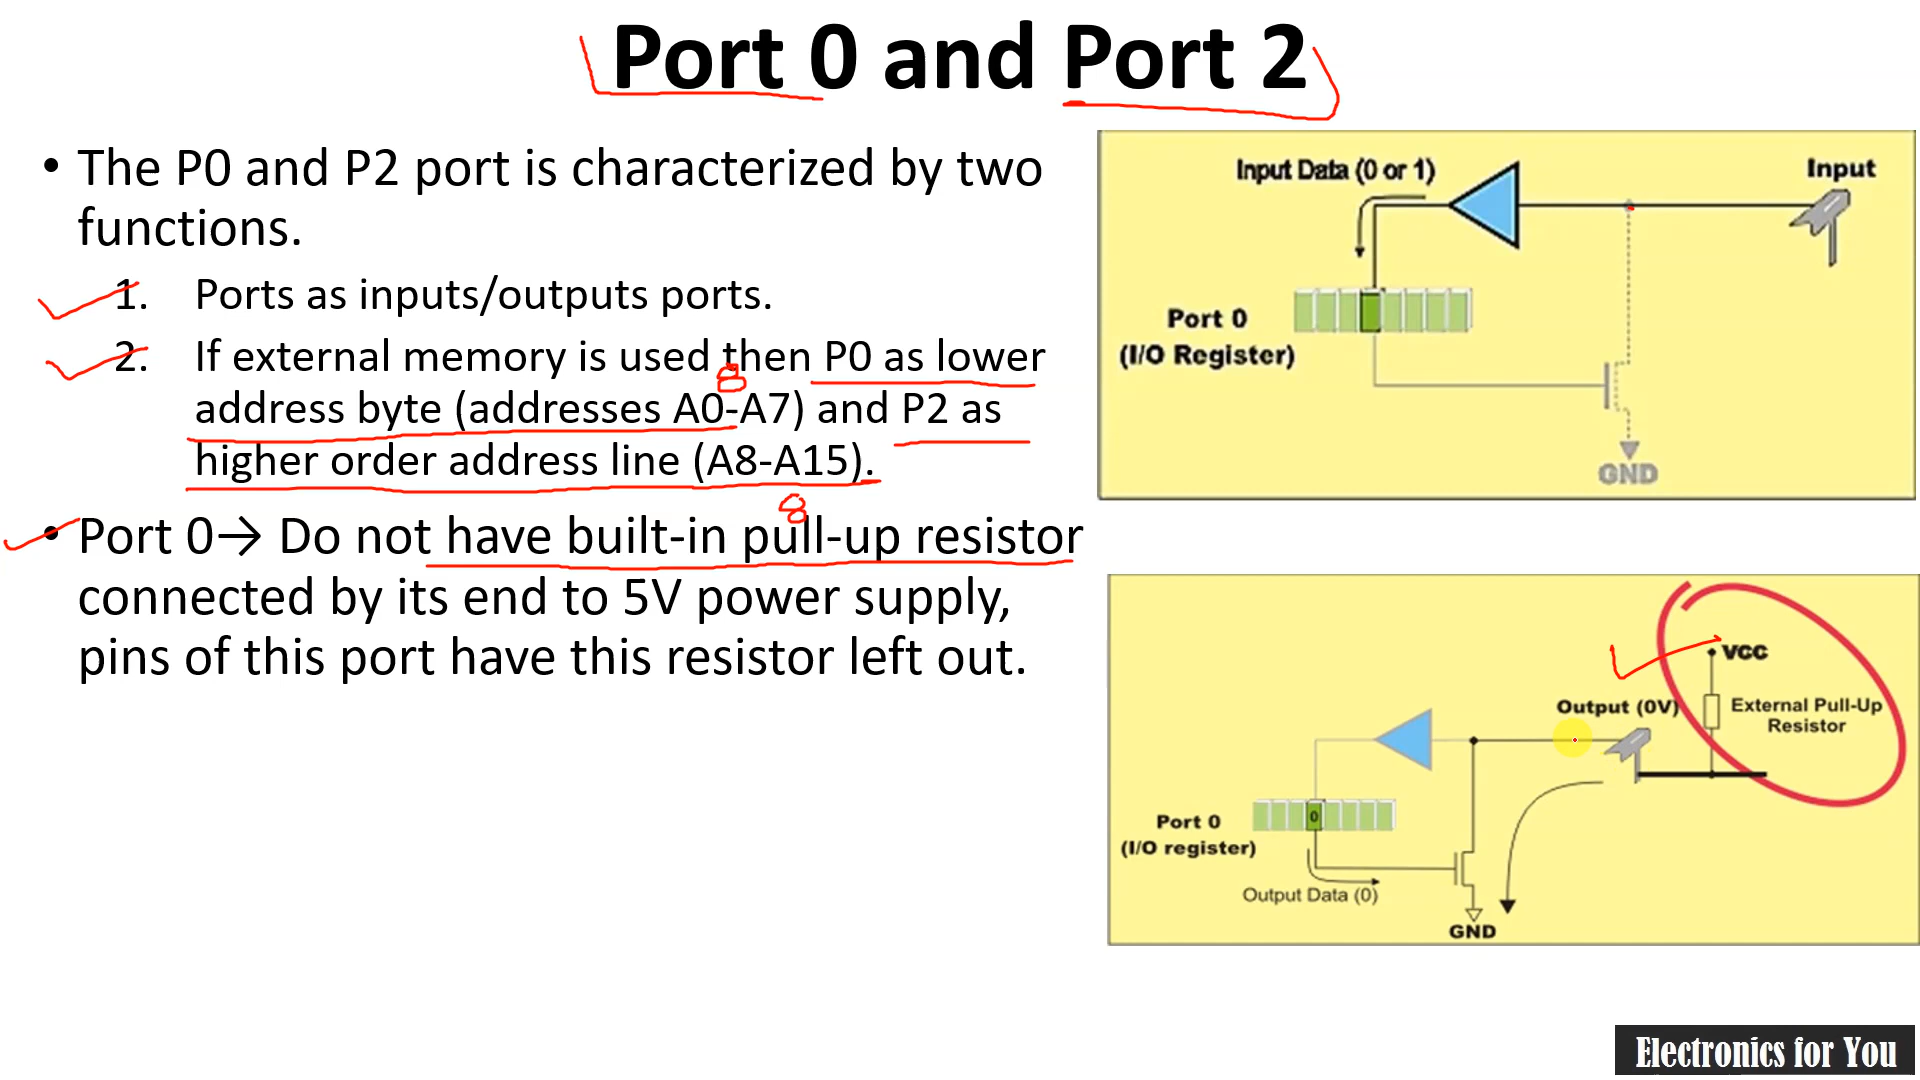 Port 0 and Port 2
• The P0 and P2 port is characterized by two
functions.
1. Ports as inputs/outputs ports.
2. If external memory is used then P0 as lower
8
address byte (addresses A0-A7) and P2 as
higher order address line (A8-A15).
8
• Port 0→ Do not have built-in pull-up resistor
connected by its end to 5V power supply,
pins of this port have this resistor left out.
Input Data (0 or 1)
Input
Port 0
(I/O Register)
GND
VCC
Output (0V)
External Pull-Up
Resistor
0
Port 0
(I/O register)
Output Data (0)
GND
Electronics for You